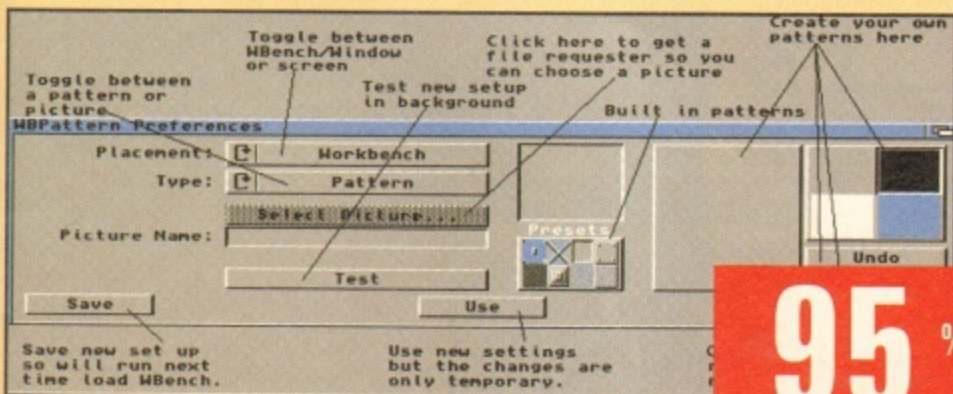 Toggle between
WBench/Window
or screen
Click here to get a
file requester so you
can choose a picture
Create your own
patterns here
Toggle between
a pattern or
picture
Test new setup
in background
Built in patterns
WBPattern Preferences
Placement:
Workbench
Type:
Pattern
Select Picture...
Picture Name:
Presets
Test
Undo
Save
Use
95%
Save new set up
so will run next
time load WBench.
Use new settings
but the changes are
only temporary.